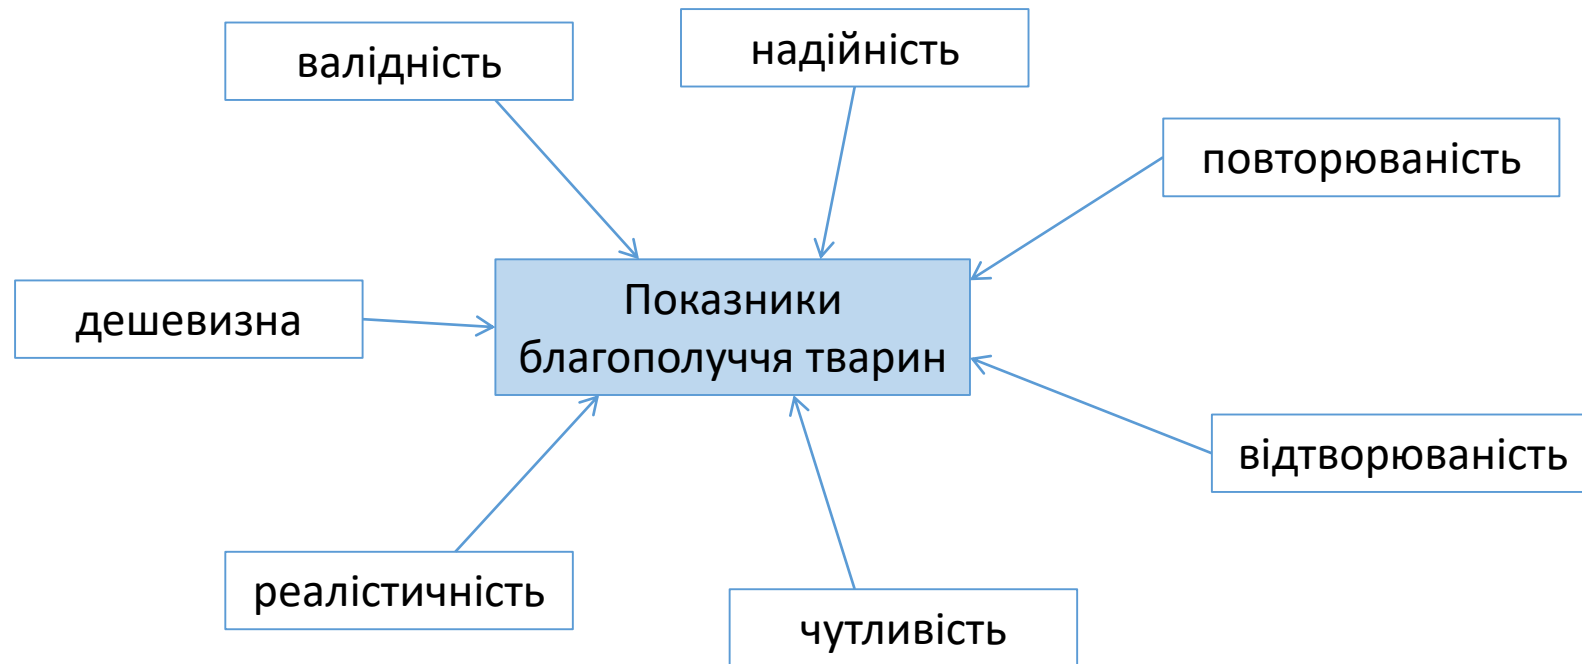 валідність
надійність
повторюваність
дешевизна
Показники
благополуччя тварин
відтворюваність
реалістичність
чутливість